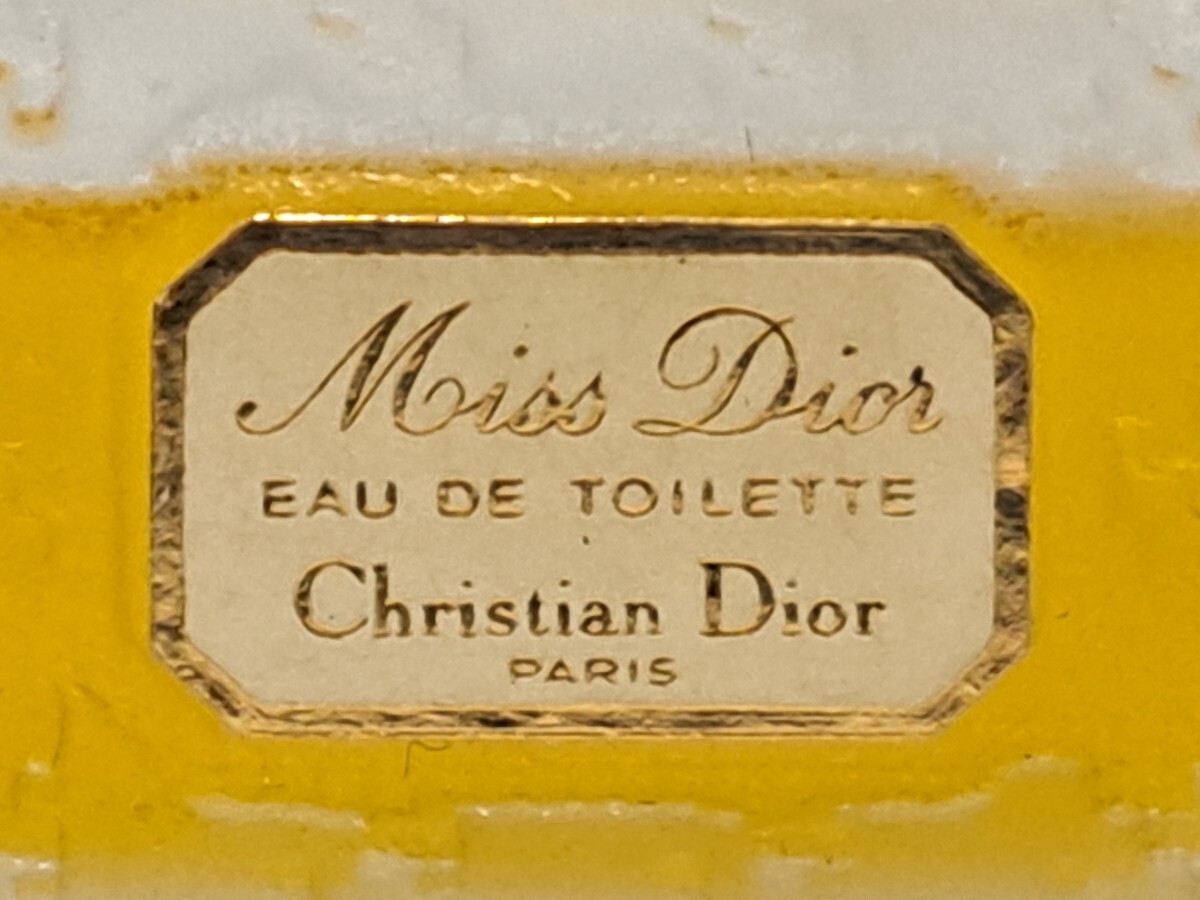 Miss Dior
EAU DE TOILETTE
Christian Dior
PARIS